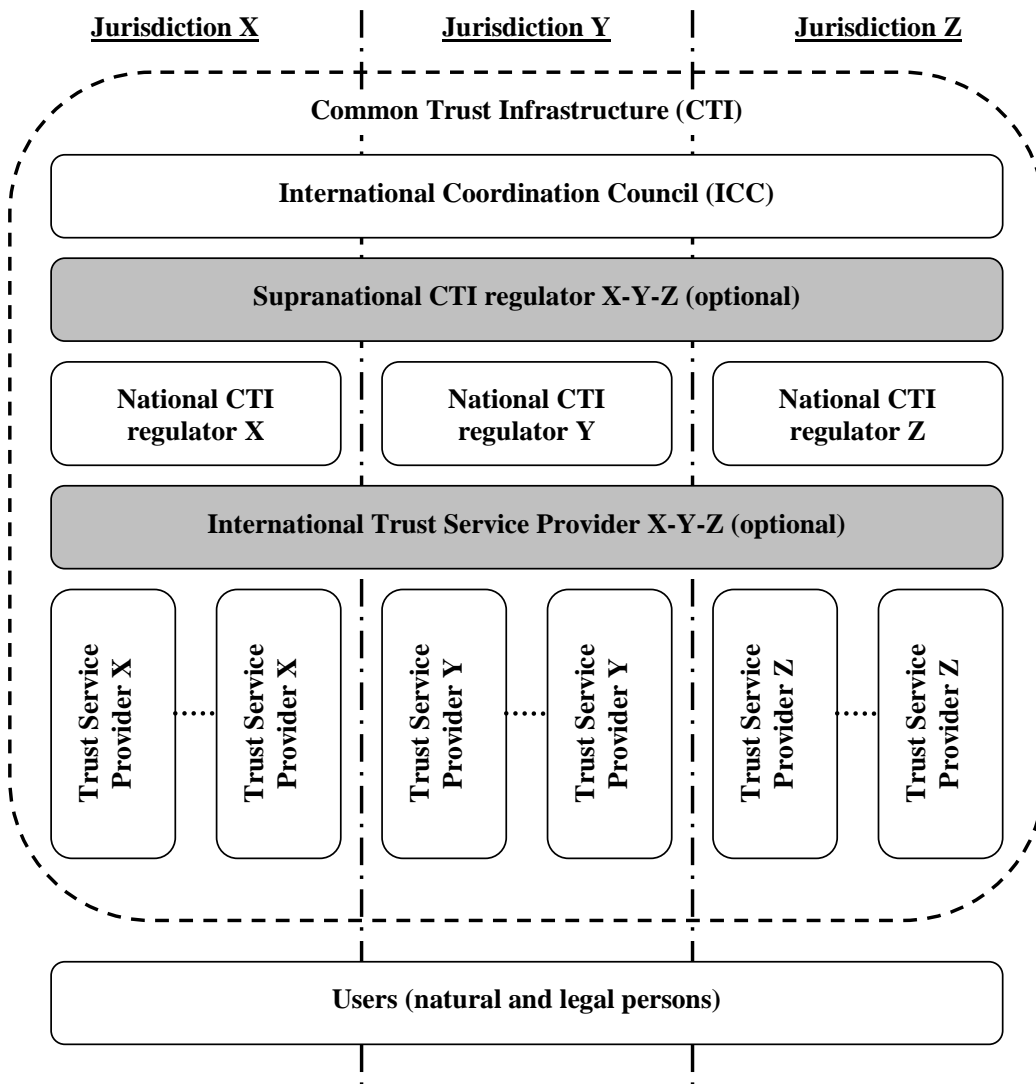 Jurisdiction X
Jurisdiction Y
Jurisdiction Z
Common Trust Infrastructure (CTI)
International Coordination Council (ICC)
Supranational CTI regulator X-Y-Z (optional)
National CTI
regulator X
National CTI
regulator Y
National CTI
regulator Z
International Trust Service Provider X-Y-Z (optional)
Trust Service
Provider X
Trust Service
Provider X
Trust Service
Provider Y
Trust Service
Provider Y
Trust Service
Provider Z
Trust Service
Provider Z
Users (natural and legal persons)